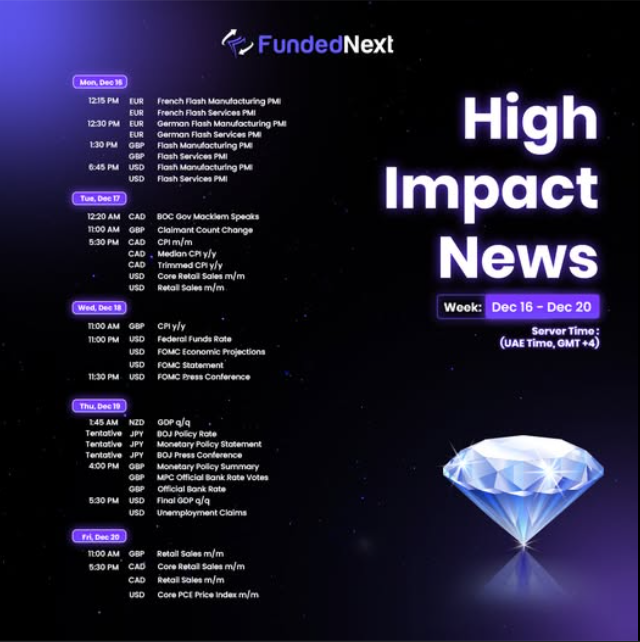 FundedNext
High
Impact
News
Week: Dec 16 - Dec 20
Server Time :
(UAE Time, GMT +4)
Mon, Dec 16
12:15 PM EUR French Flash Manufacturing PMI
EUR French Flash Services PMI
12:30 PM EUR German Flash Manufacturing PMI
EUR German Flash Services PMI
1:30 PM GBP Flash Manufacturing PMI
GBP Flash Services PMI
6:45 PM USD Flash Manufacturing PMI
USD Flash Services PMI
Tue, Dec 17
12:20 AM CAD BOC Gov Macklem Speaks
11:00 AM GBP Claimant Count Change
5:30 PM CAD CPI m/m
CAD Median CPI y/y
CAD Trimmed CPI y/y
USD Core Retail Sales m/m
USD Retail Sales m/m
Wed, Dec 18
11:00 AM GBP CPI y/y
11:00 PM USD Federal Funds Rate
USD FOMC Economic Projections
USD FOMC Statement
11:30 PM USD FOMC Press Conference
Thu, Dec 19
1:45 AM NZD GDP q/q
Tentative JPY BOJ Policy Rate
Tentative JPY Monetary Policy Statement
Tentative JPY BOJ Press Conference
4:00 PM GBP Monetary Policy Summary
GBP MPC Official Bank Rate Votes
GBP Official Bank Rate
5:30 PM USD Final GDP q/q
USD Unemployment Claims
Fri, Dec 20
11:00 AM GBP Retail Sales m/m
5:30 PM CAD Core Retail Sales m/m
CAD Retail Sales m/m
USD Core PCE Price Index m/m